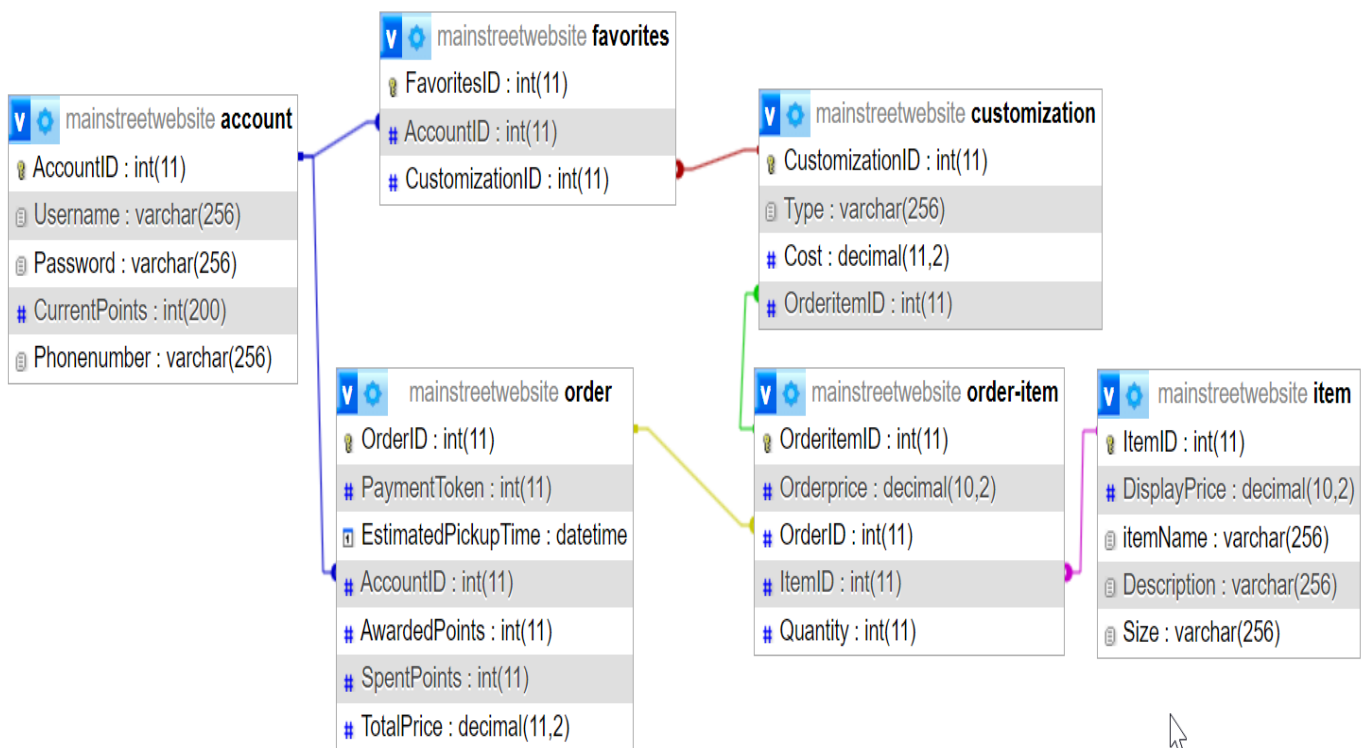 mainstreetwebsite favorites
FavoritesID : int(11)
# AccountID : int(11)
# CustomizationID : int(11)
mainstreetwebsite account
AccountID : int(11)
Username : varchar(256)
Password : varchar(256)
# CurrentPoints : int(200)
Phonenumber : varchar(256)
mainstreetwebsite customization
CustomizationID : int(11)
Type : varchar(256)
# Cost : decimal(11,2)
# OrderitemID : int(11)
mainstreetwebsite order
OrderID : int(11)
# PaymentToken : int(11)
EstimatedPickupTime : datetime
# AccountID : int(11)
# AwardedPoints : int(11)
# SpentPoints : int(11)
# TotalPrice : decimal(11,2)
mainstreetwebsite order-item
OrderitemID : int(11)
# Orderprice : decimal(10,2)
# OrderID : int(11)
# ItemID : int(11)
# Quantity : int(11)
mainstreetwebsite item
ItemID : int(11)
# DisplayPrice : decimal(10,2)
itemName : varchar(256)
Description : varchar(256)
Size : varchar(256)